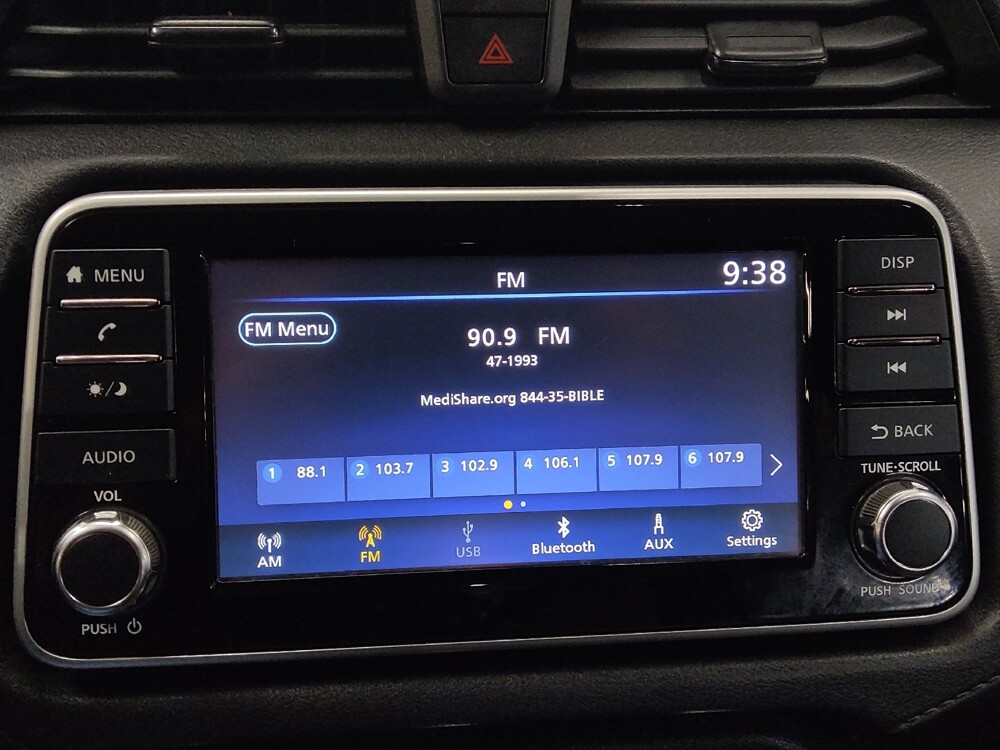 MENU
AUDIO
VOL
PUSH
FM
9:38
FM Menu
90.9 FM
47-1993
MediShare.org 844-35-BIBLE
1 88.1
2 103.7
3 102.9
4 106.1
5 107.9
6 107.9
AM
FM
USB
Bluetooth
AUX
Settings
DISP
BACK
TUNE·SCROLL
PUSH SOUND